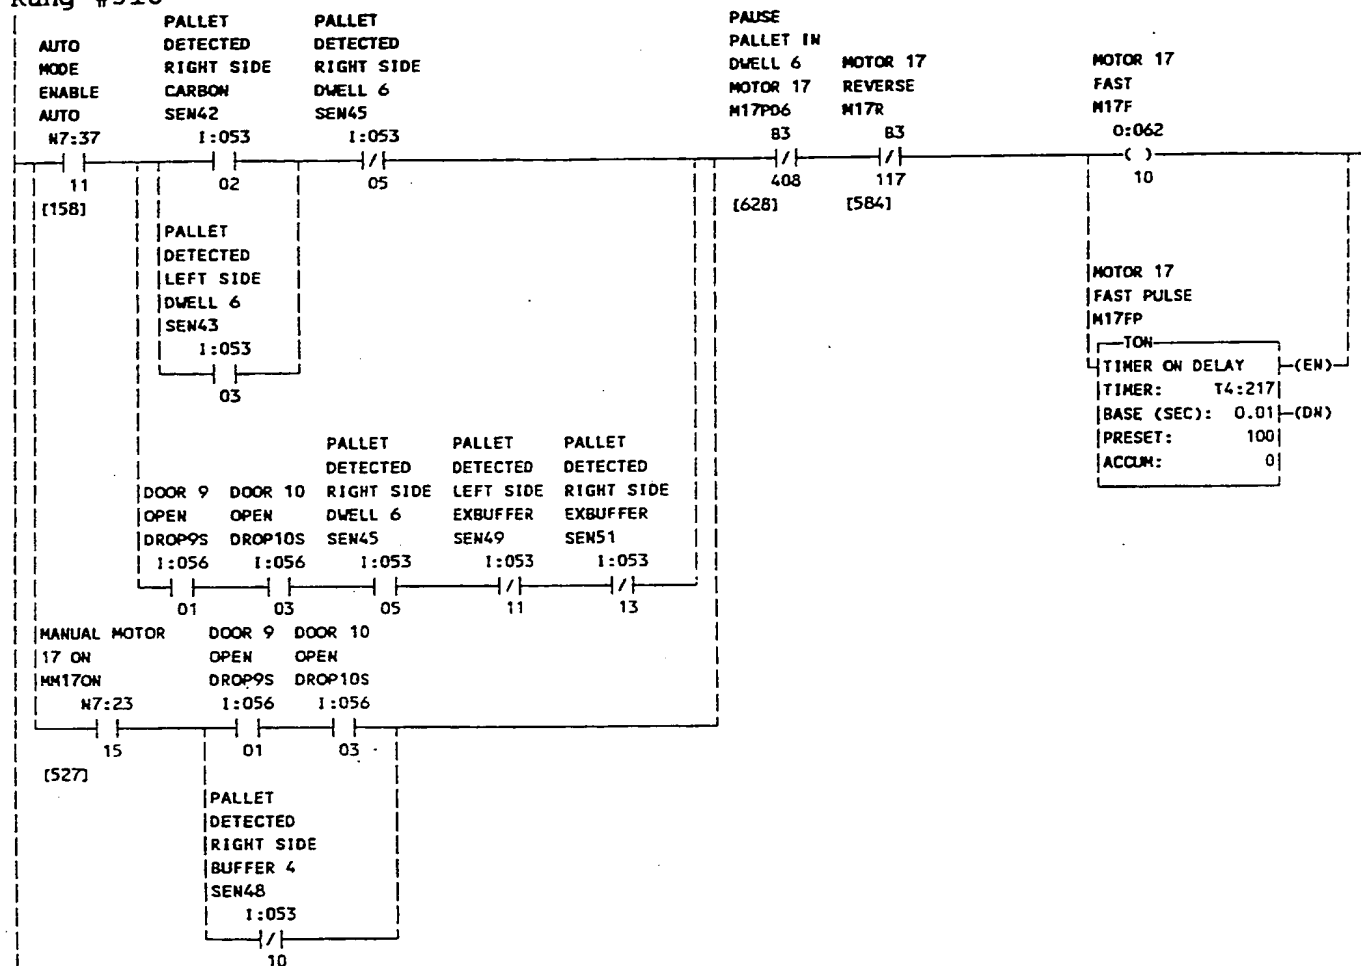 PALLET
DETECTED
RIGHT SIDE
CARBON
SEN42
I:053
02
PALLET
DETECTED
RIGHT SIDE
DWELL 6
SEN45
I:053
05
AUTO
MODE
ENABLE
AUTO
N7:37
11
[158]
PAUSE
PALLET IN
DWELL 6
MOTOR 17
M17PD6
B3
408
[628]
MOTOR 17
REVERSE
M17R
B3
117
[584]
MOTOR 17
FAST
M17F
O:062
10
PALLET
DETECTED
LEFT SIDE
DWELL 6
SEN43
I:053
03
MOTOR 17
FAST PULSE
M17FP
TON
TIMER ON DELAY (EN)
TIMER: T4:217
BASE (SEC): 0.01 (DN)
PRESET: 100
ACCUM: 0
DOOR 9
OPEN
DROP9S
I:056
01
DOOR 10
OPEN
DROP10S
I:056
03
PALLET
DETECTED
RIGHT SIDE
DWELL 6
SEN45
I:053
05
PALLET
DETECTED
LEFT SIDE
EXBUFFER
SEN49
I:053
11
PALLET
DETECTED
RIGHT SIDE
EXBUFFER
SEN51
I:053
13
MANUAL MOTOR
17 ON
MM17ON
N7:23
15
[527]
DOOR 9
OPEN
DROP9S
I:056
01
DOOR 10
OPEN
DROP10S
I:056
03
PALLET
DETECTED
RIGHT SIDE
BUFFER 4
SEN48
I:053
10